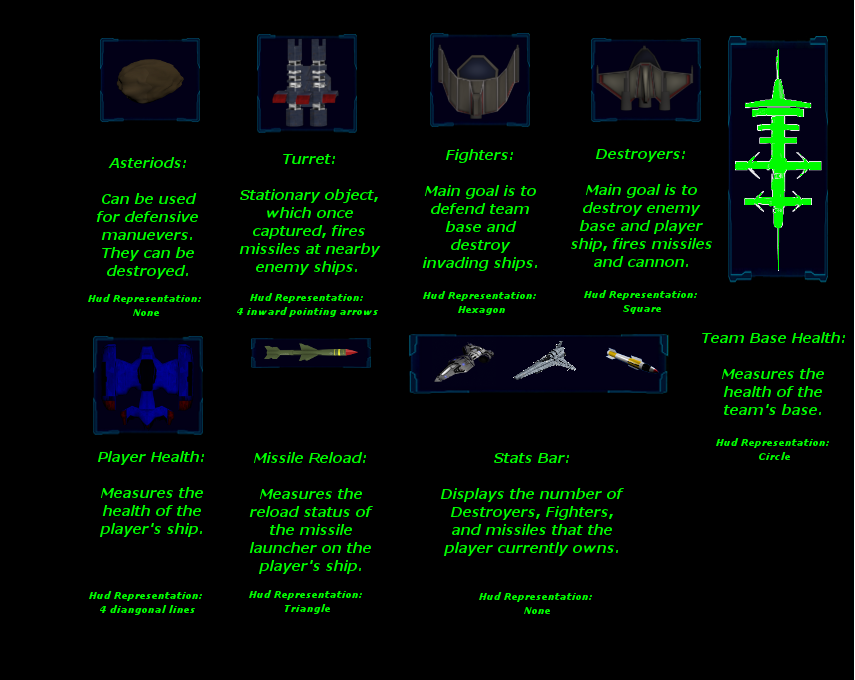 Asteriods:
Can be used
for defensive
manuevers.
They can be
destroyed.
Hud Representation:
None
Turret:
Stationary object,
which once
captured, fires
missiles at nearby
enemy ships.
Hud Representation:
4 inward pointing arrows
Fighters:
Main goal is to
defend team
base and
destroy
invading ships.
Hud Representation:
Hexagon
Destroyers:
Main goal is to
destroy enemy
base and player
ship, fires missiles
and cannon.
Hud Representation:
Square
Team Base Health:
Measures the
health of the
team's base.
Hud Representation:
Circle
Player Health:
Measures the
health of the
player's ship.
Hud Representation:
4 diangonal lines
Missile Reload:
Measures the
reload status of
the missile
launcher on the
player's ship.
Hud Representation:
Triangle
Stats Bar:
Displays the number of
Destroyers, Fighters,
and missiles that the
player currently owns.
Hud Representation:
None